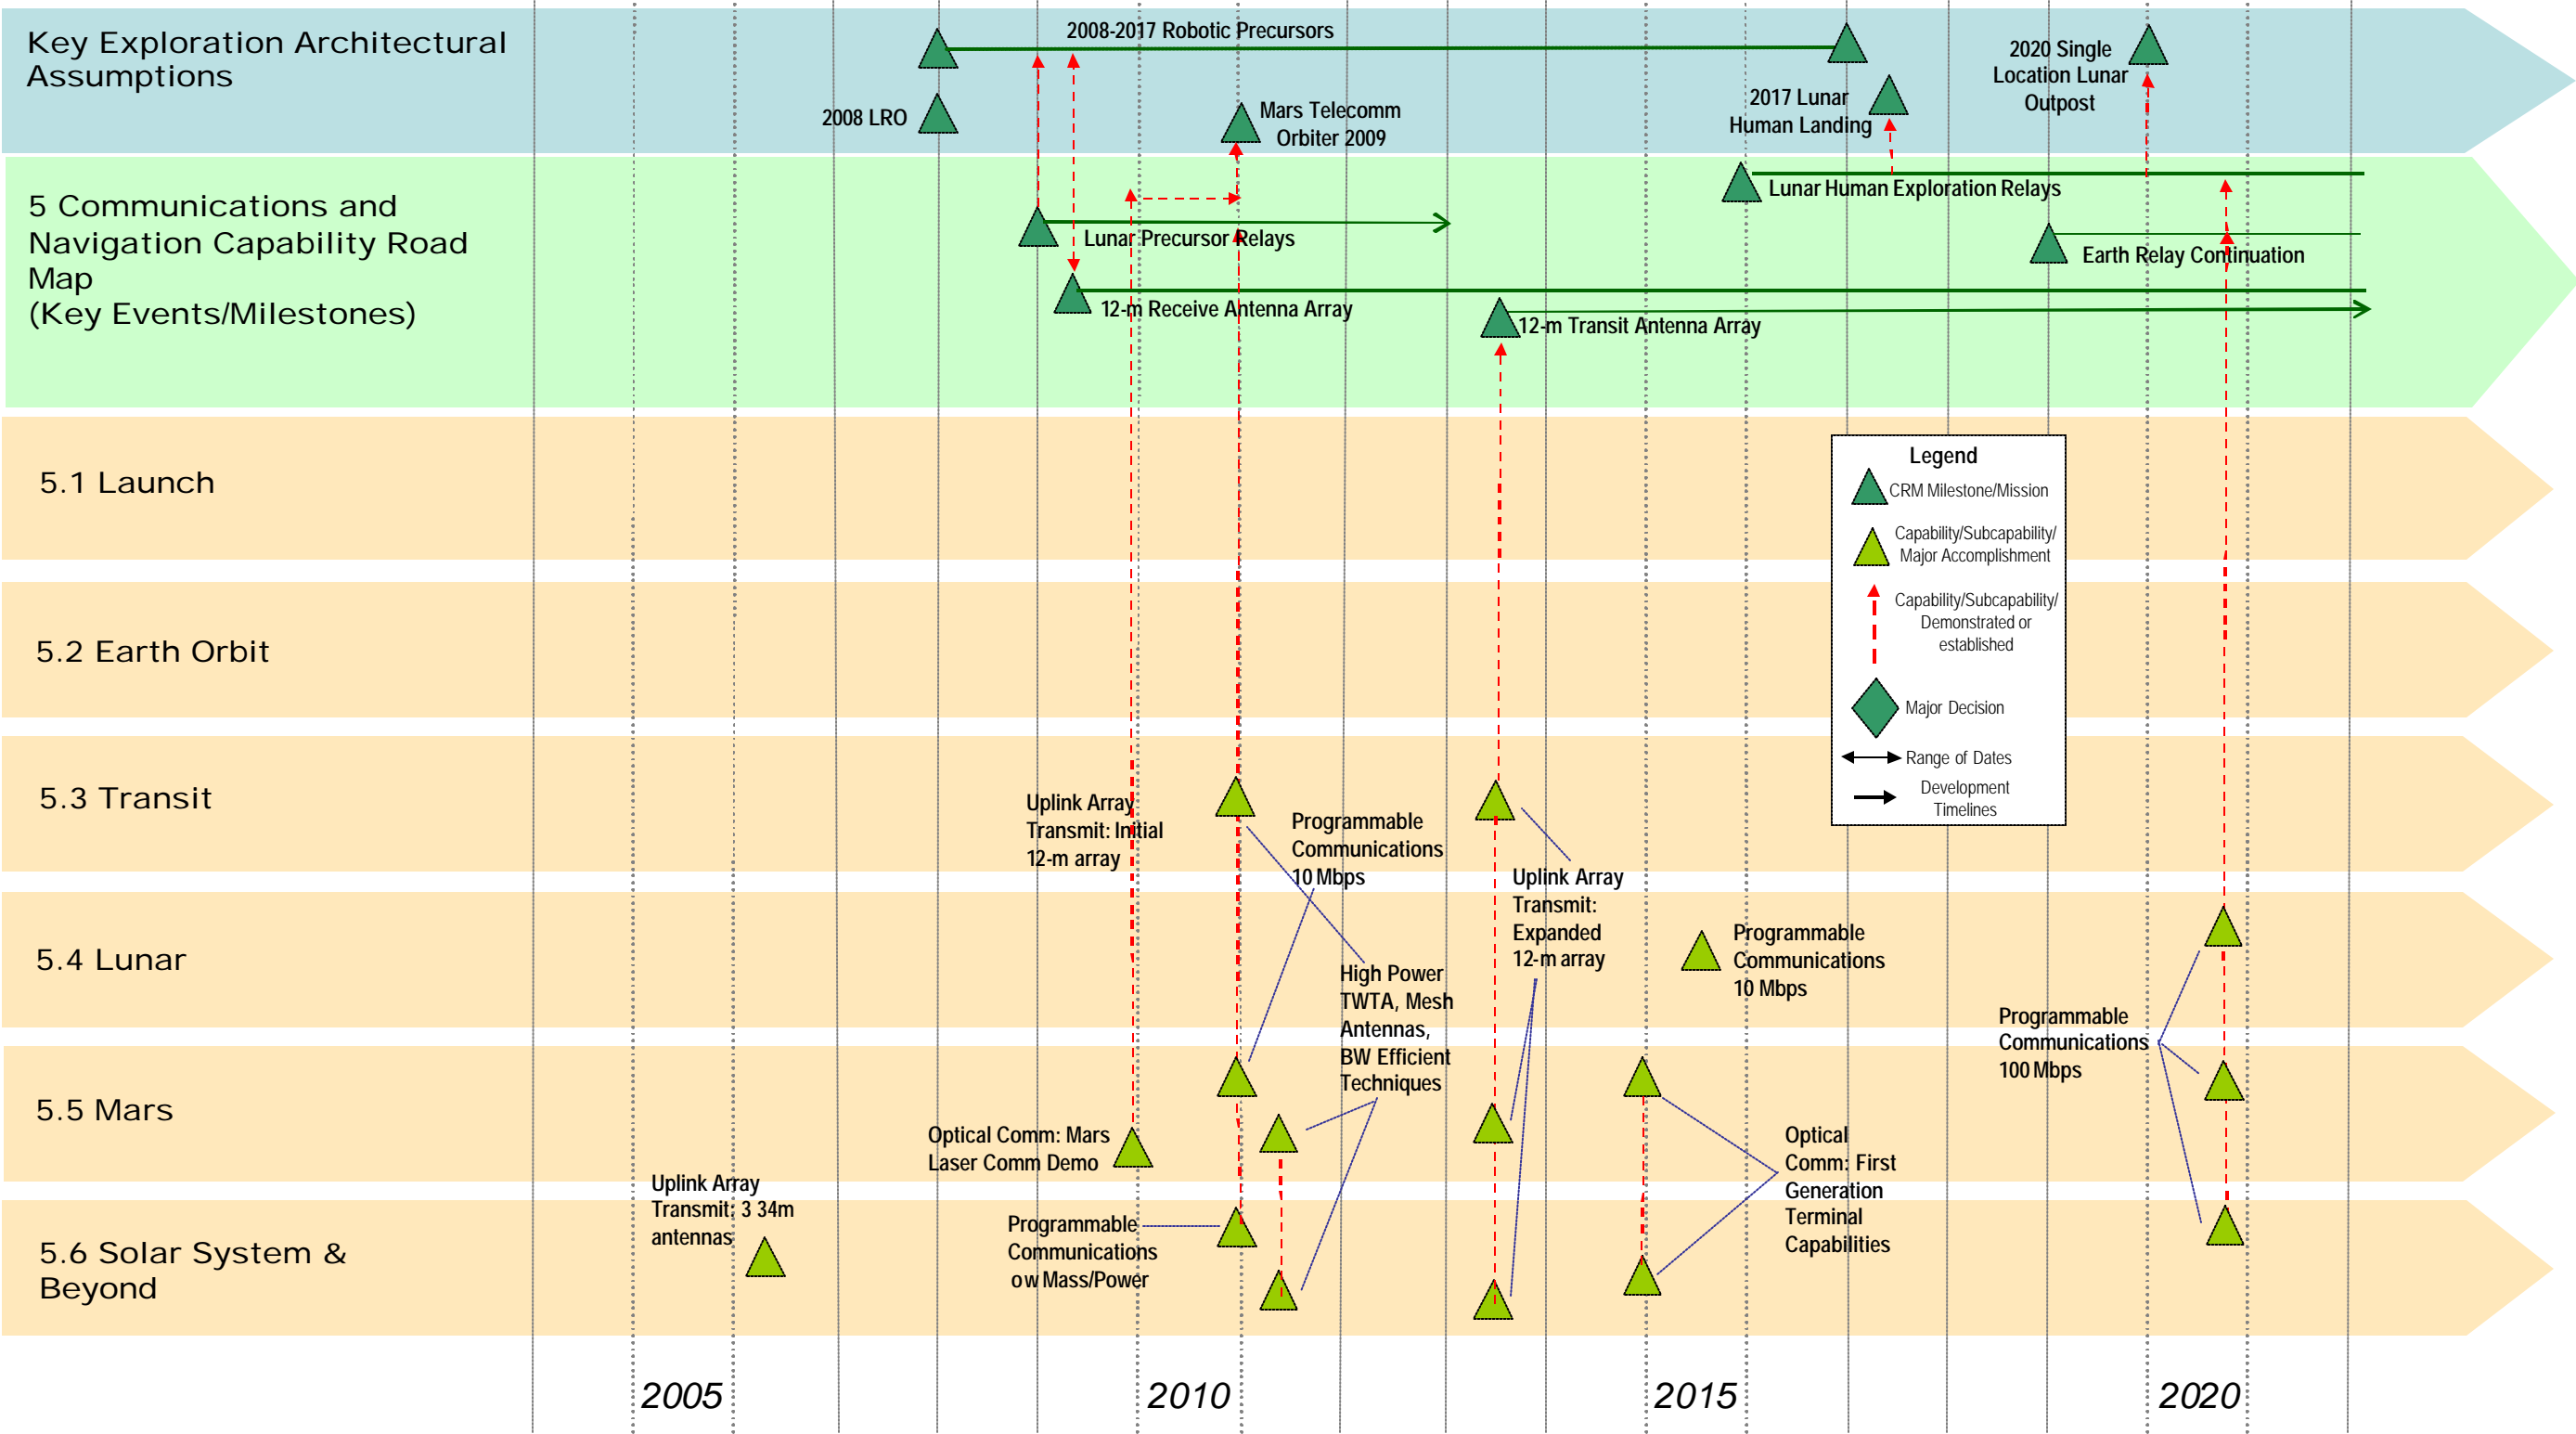 Key Exploration Architectural
Assumptions
2008-2017 Robotic Precursors
2008 LRO
Mars Telecomm
Orbiter 2009
2017 Lunar
Human Landing
2020 Single
Location Lunar
Outpost
5 Communications and
Navigation Capability Road
Map
(Key Events/Milestones)
Lunar Precursor Relays
12-m Receive Antenna Array
12-m Transit Antenna Array
Lunar Human Exploration Relays
Earth Relay Continuation
5.1 Launch
Legend
CRM Milestone/Mission
Capability/Subcapability/
Major Accomplishment
Capability/Subcapability/
Demonstrated or
established
Major Decision
Range of Dates
Development
Timelines
5.2 Earth Orbit
5.3 Transit
Uplink Array
Transmit: Initial
12-m array
Programmable
Communications
10 Mbps
Uplink Array
Transmit:
Expanded
12-m array
5.4 Lunar
High Power
TWTA, Mesh
Antennas,
BW Efficient
Techniques
Programmable
Communications
10 Mbps
Programmable
Communications
100 Mbps
5.5 Mars
Optical Comm: Mars
Laser Comm Demo
Optical
Comm: First
Generation
Terminal
Capabilities
Uplink Array
Transmit: 3 34m
antennas
5.6 Solar System &
Beyond
Programmable
Communications
ow Mass/Power
2005
2010
2015
2020